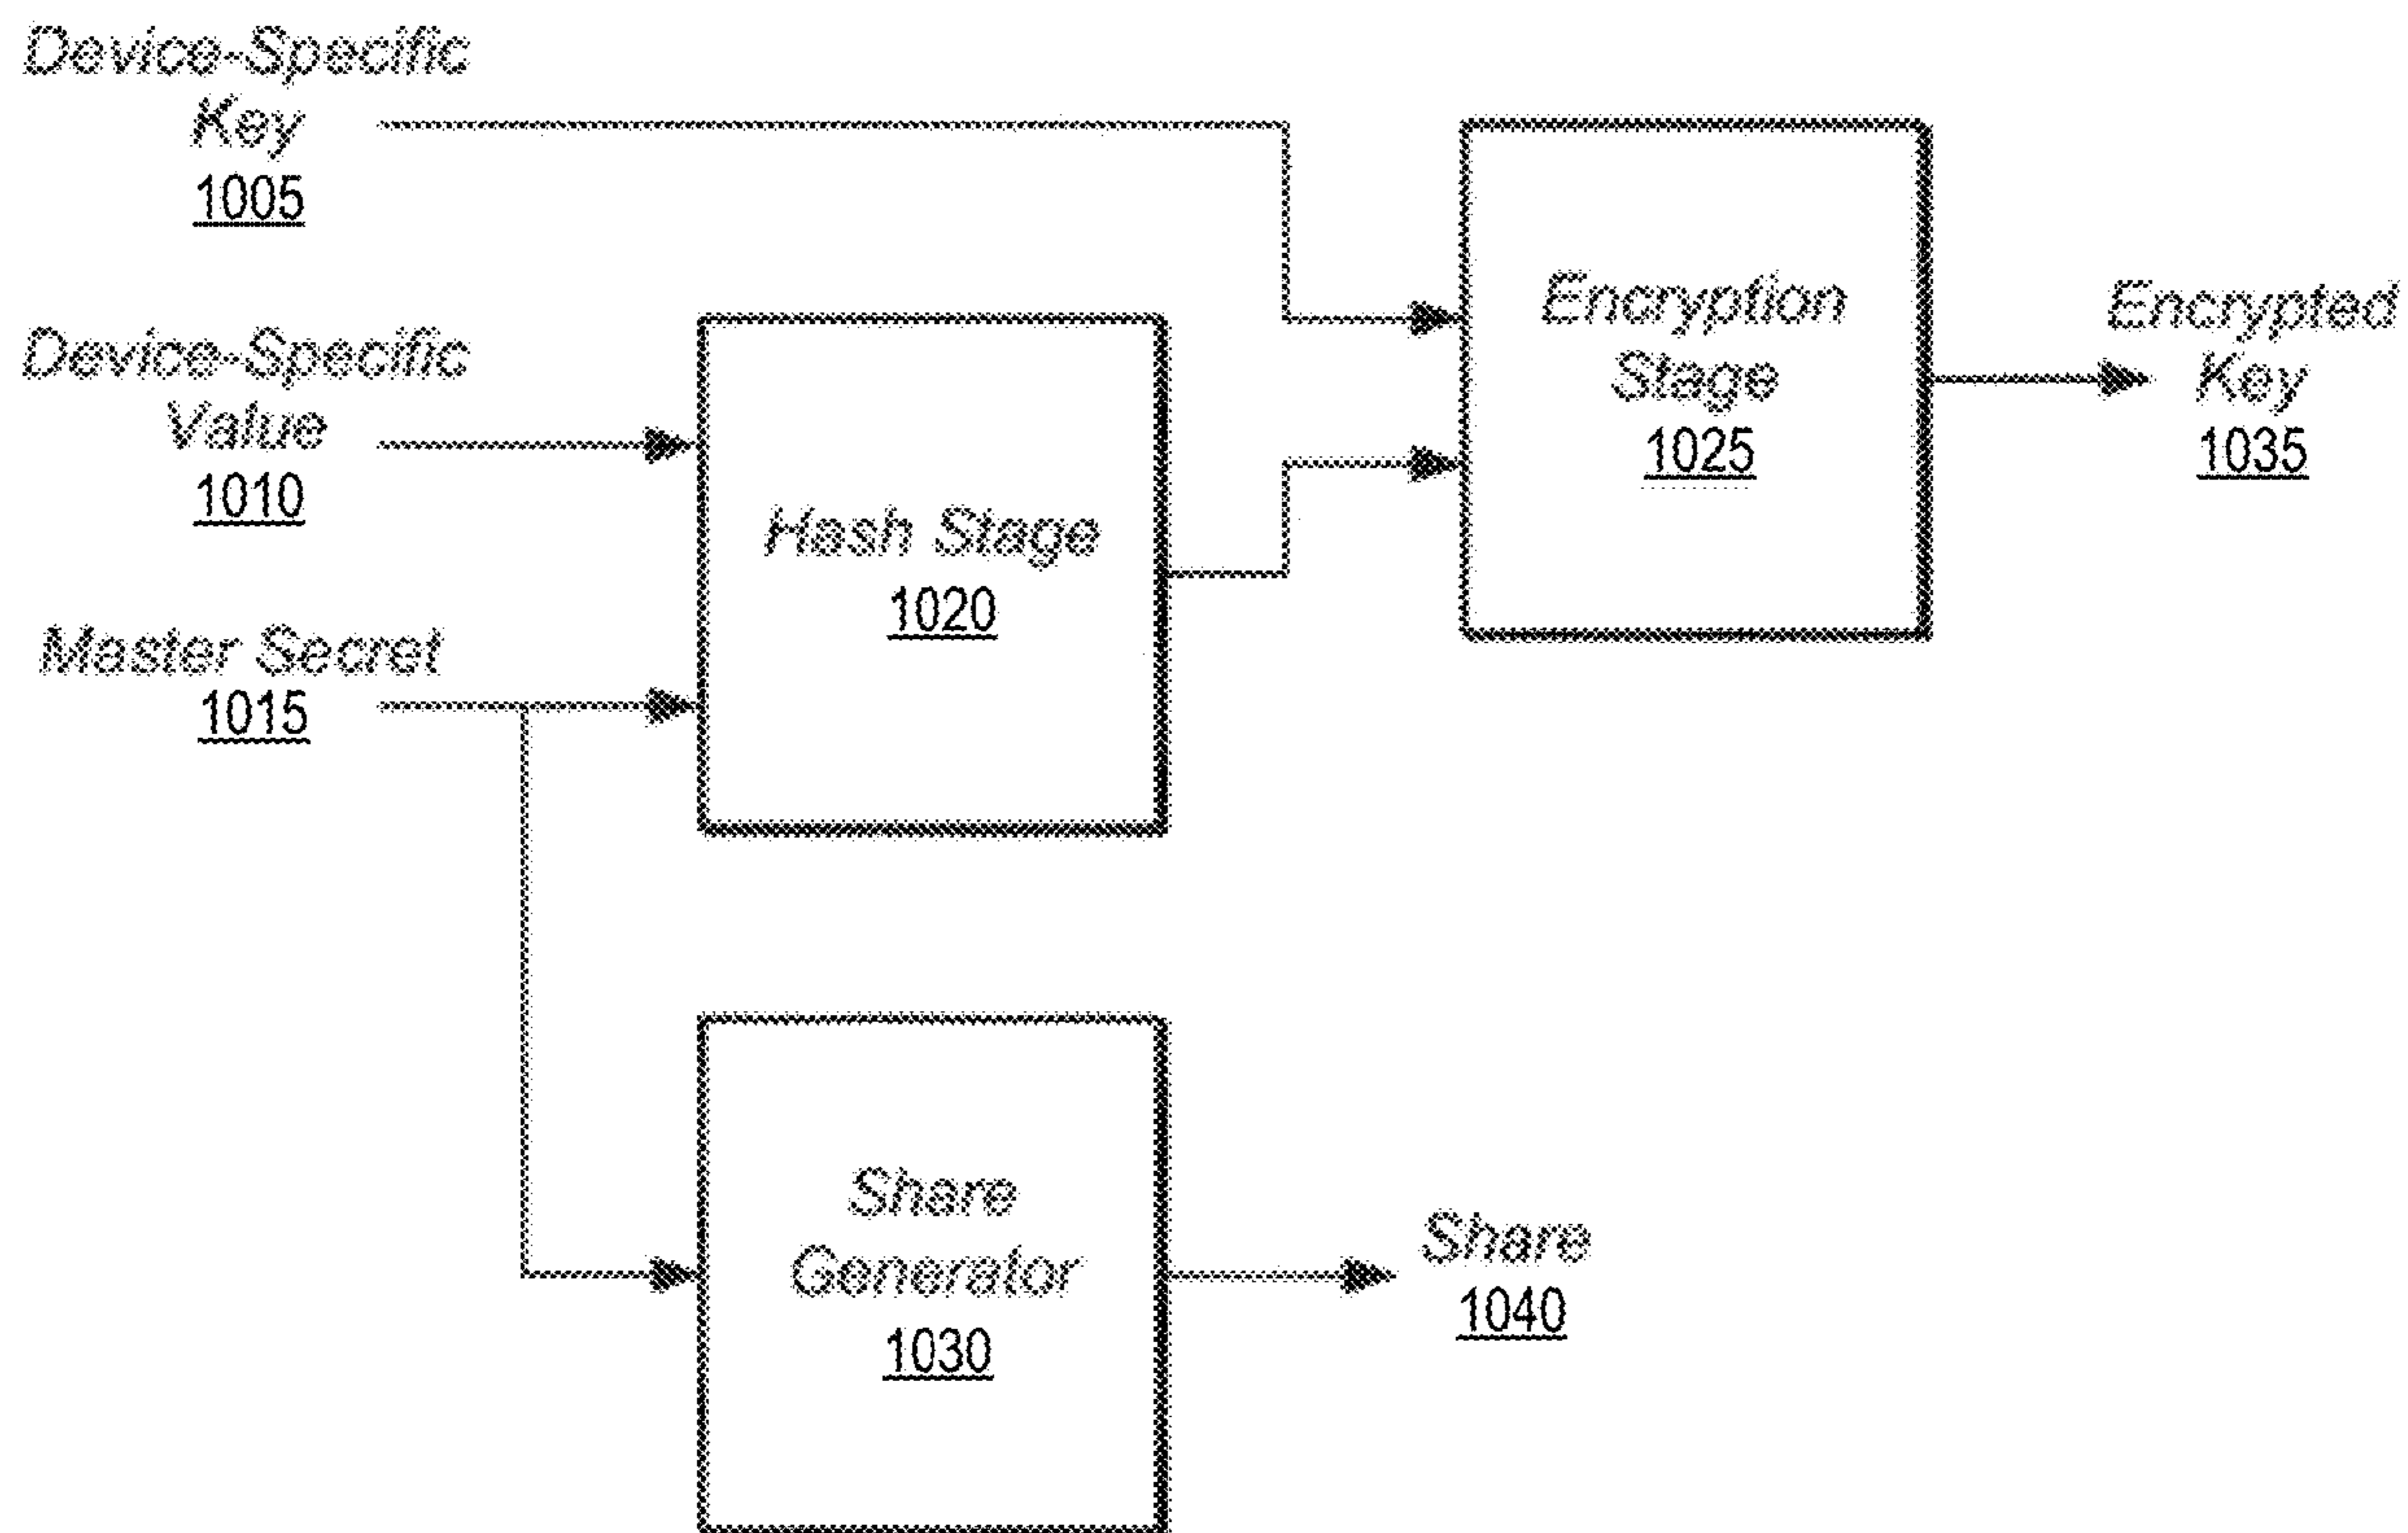 Device-Specific
Key
1005
Device-Specific
Value
1010
Master Secret
1015
Hash Stage
1020
Encryption
Stage
1025
Encrypted
Key
1035
Share
Generator
1030
Share
1040